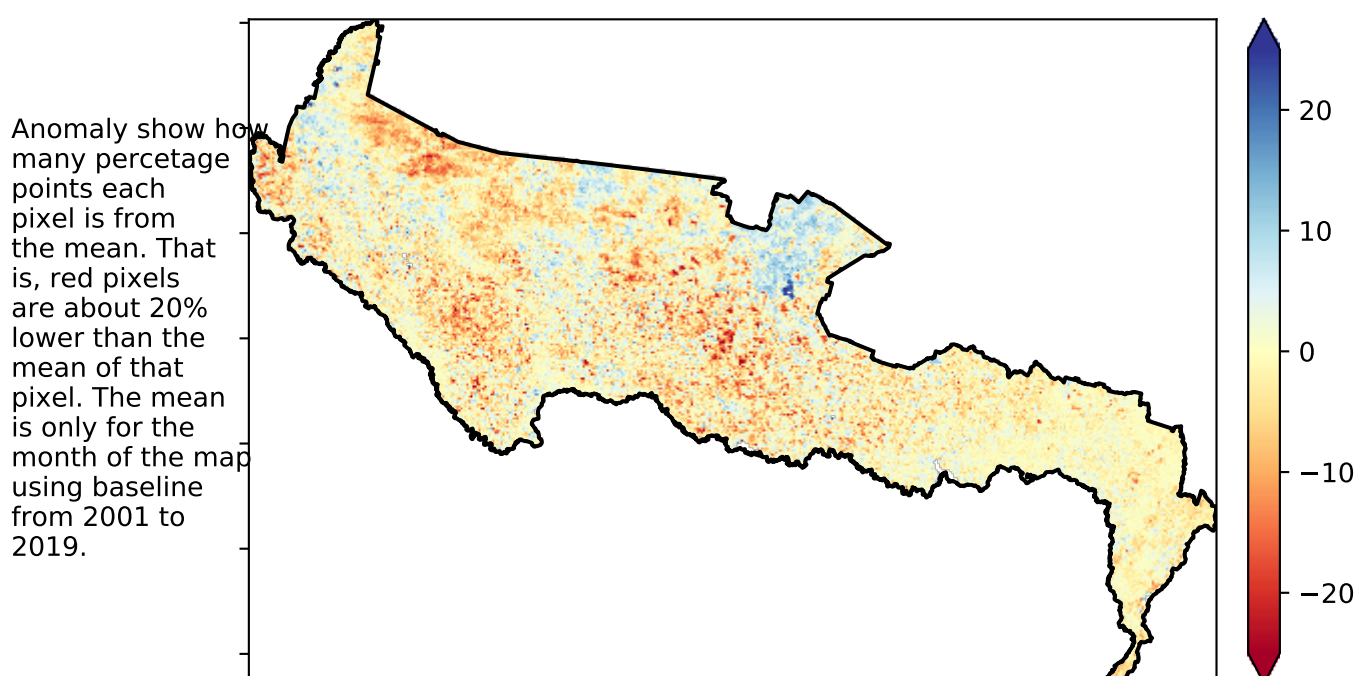 Anomaly show how
many percetage
points each
pixel is from
the mean. That
is, red pixels
are about 20%
lower than the
mean of that
pixel. The mean
is only for the
month of the map
using baseline
from 2001 to
2019.
20
10
0
−10
−20